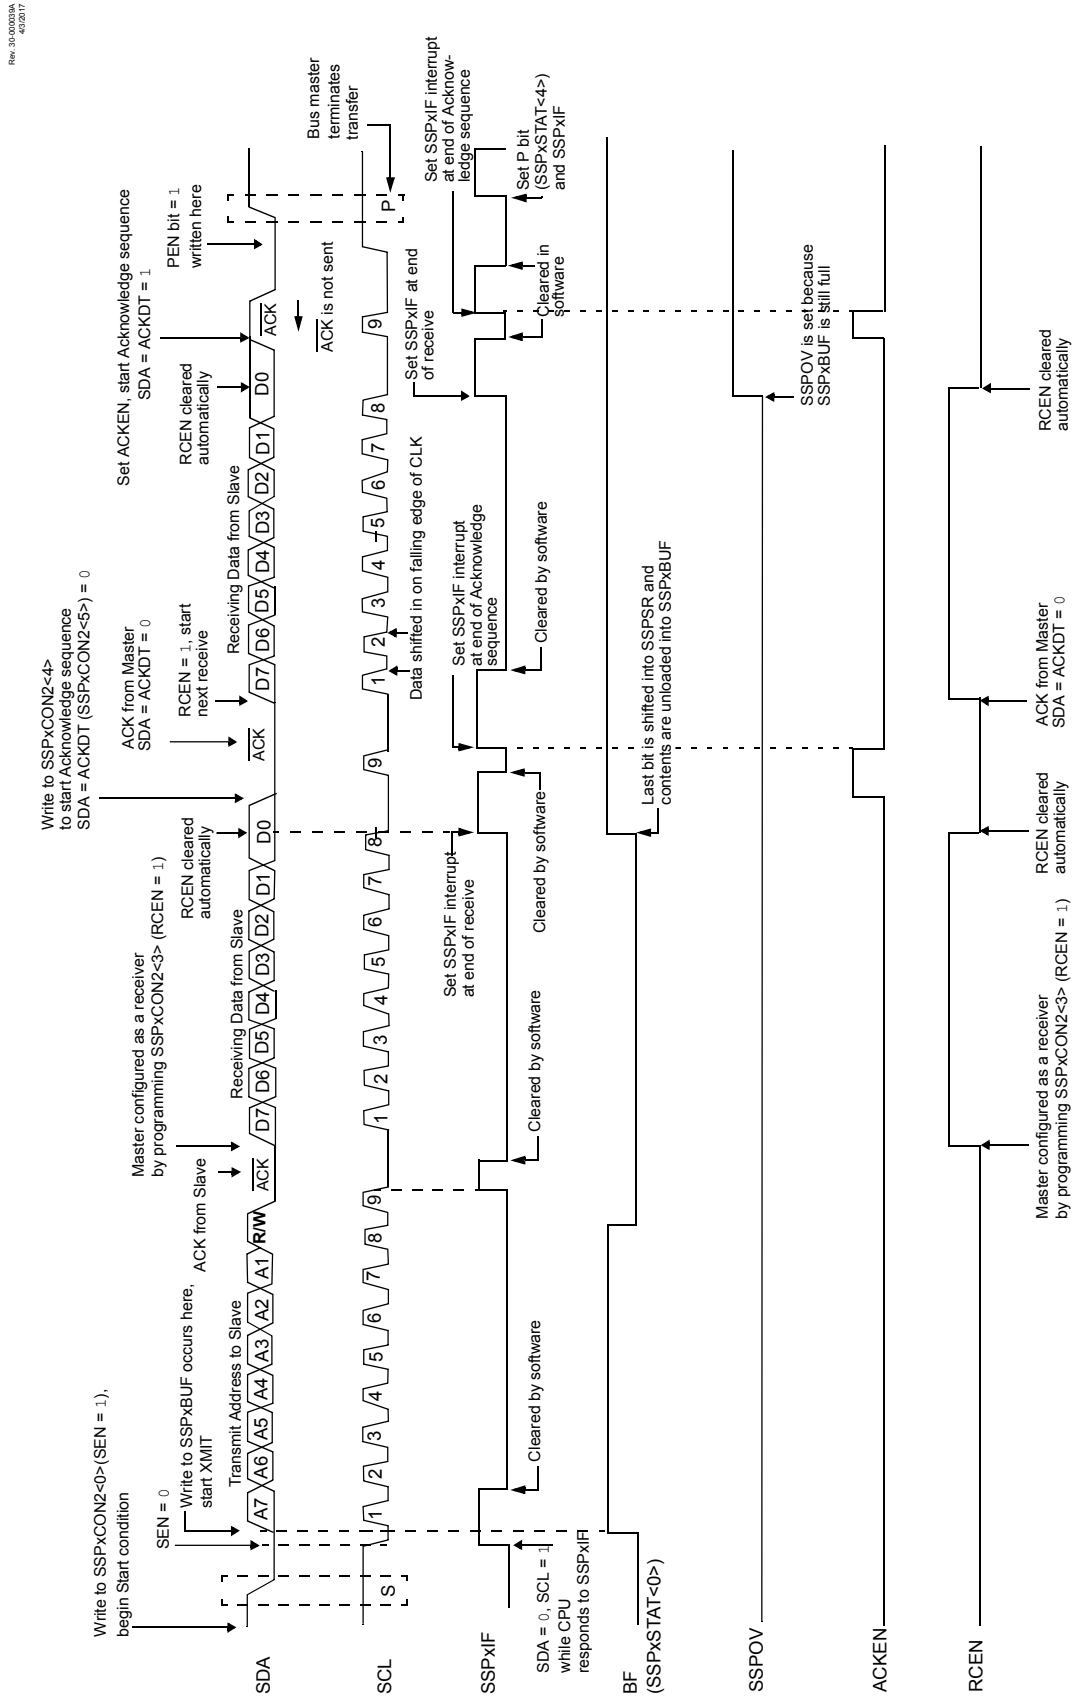 Rev. 30-000039A
4/3/2017
Write to SSPxCON2<4>
to start Acknowledge sequence
SDA = ACKDT (SSPxCON2<5>) = 0
Write to SSPxCON2<0>(SEN = 1),
begin Start condition
SEN = 0
Write to SSPxBUF occurs here,
start XMIT
ACK from Slave
Master configured as a receiver
by programming SSPxCON2<3> (RCEN = 1)
RCEN cleared
automatically
ACK from Master
SDA = ACKDT = 0
RCEN = 1, start
next receive
Set ACKEN, start Acknowledge sequence
SDA = ACKDT = 1
RCEN cleared
automatically
PEN bit = 1
written here
Transmit Address to Slave
Receiving Data from Slave
Receiving Data from Slave
SDA
A7 A6 A5 A4 A3 A2 A1 R/W ACK D7 D6 D5 D4 D3 D2 D1 D0 ACK D7 D6 D5 D4 D3 D2 D1 D0 ACK
ACK is not sent
Bus master
terminates
transfer
SCL
S 1 2 3 4 5 6 7 8 9 1 2 3 4 5 6 7 8 9 1 2 3 4 5 6 7 8 9 P
Data shifted in on falling edge of CLK
Set SSPxIF interrupt
at end of receive
Set SSPxIF interrupt
at end of Acknowledge
sequence
Set SSPxIF at end
of receive
Set SSPxIF interrupt
at end of Acknow-
ledge sequence
SSPxIF
Set P bit
(SSPxSTAT<4>)
and SSPxIF
SDA = 0, SCL = 1
while CPU
responds to SSPxIF
Cleared by software
Cleared by software
Cleared by software
Cleared by software
Cleared in
software
BF
(SSPxSTAT<0>)
Last bit is shifted into SSPSR and
contents are unloaded into SSPxBUF
SSPOV
SSPOV is set because
SSPxBUF is still full
ACKEN
RCEN
Master configured as a receiver
by programming SSPxCON2<3> (RCEN = 1)
RCEN cleared
automatically
ACK from Master
SDA = ACKDT = 0
RCEN cleared
automatically